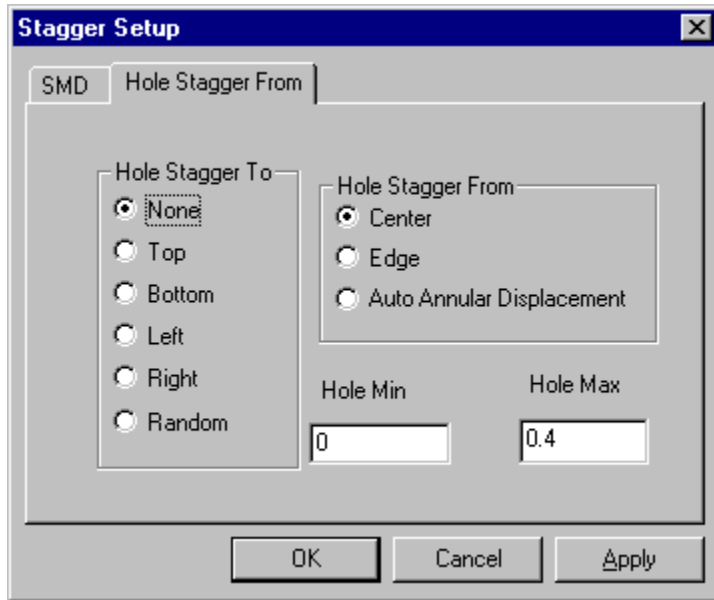 Stagger Setup
SMD
Hole Stagger From
Hole Stagger To
None
Top
Bottom
Left
Right
Random
Hole Stagger From
Center
Edge
Auto Annular Displacement
Hole Min
Hole Max
0
0.4
OK
Cancel
Apply